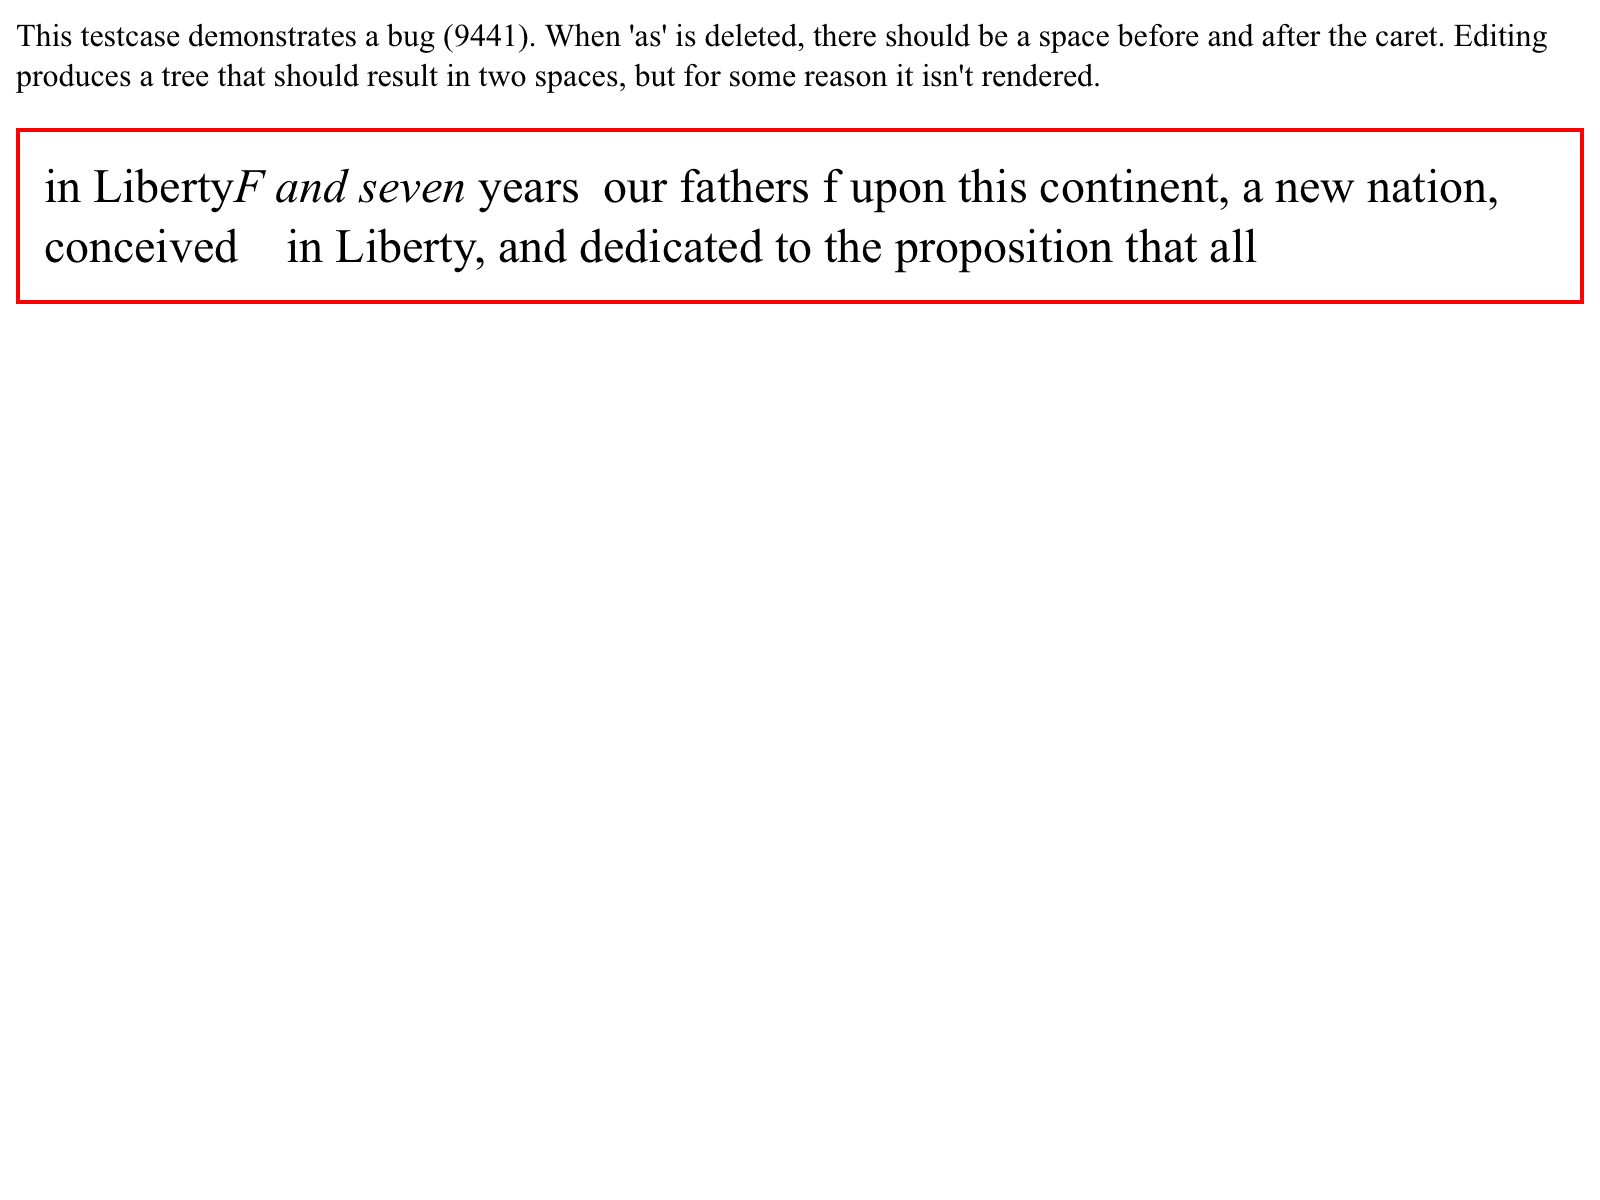 This testcase demonstrates a bug (9441). When 'as' is deleted, there should be a space before and after the caret. Editing
produces a tree that should result in two spaces, but for some reason it isn't rendered.
in LibertyF and seven years  our fathers f upon this continent, a new nation,
conceived    in Liberty, and dedicated to the proposition that all